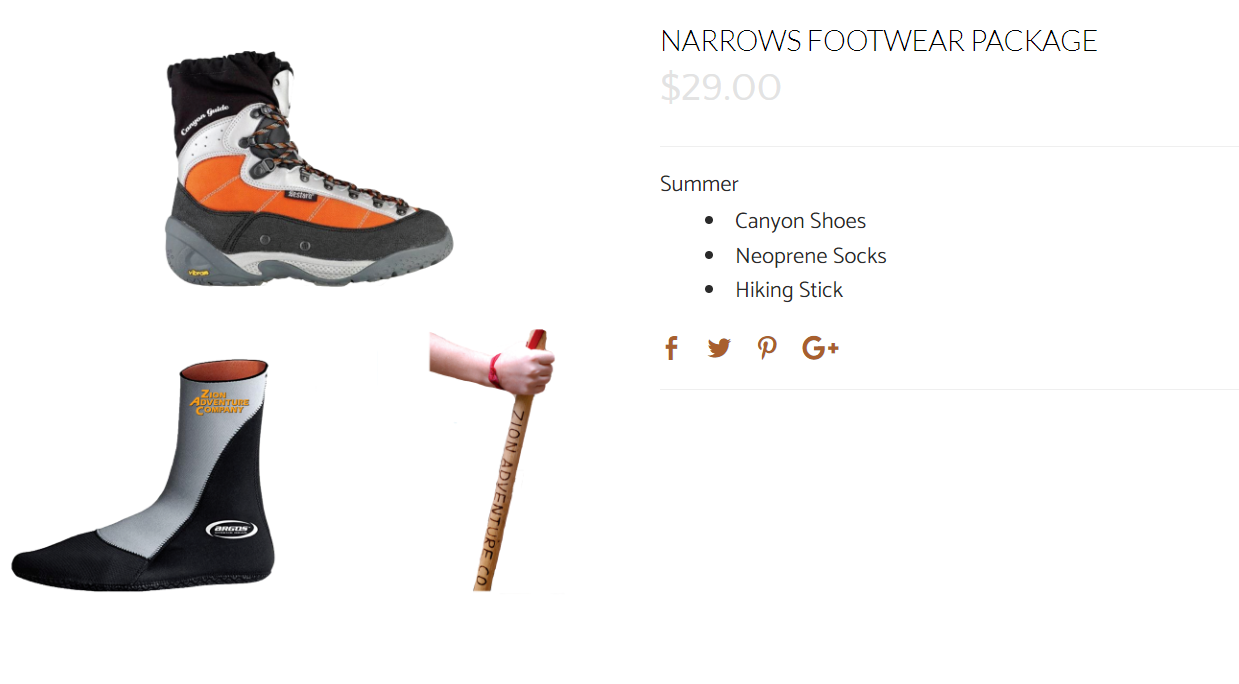 NARROWS FOOTWEAR PACKAGE
$29.00
Summer
Canyon Shoes
Neoprene Socks
Hiking Stick
Canyon Guide
Bestard
vibram
ZION
ADVENTURE
COMPANY
ARGOS
ZION ADVENTURE CO